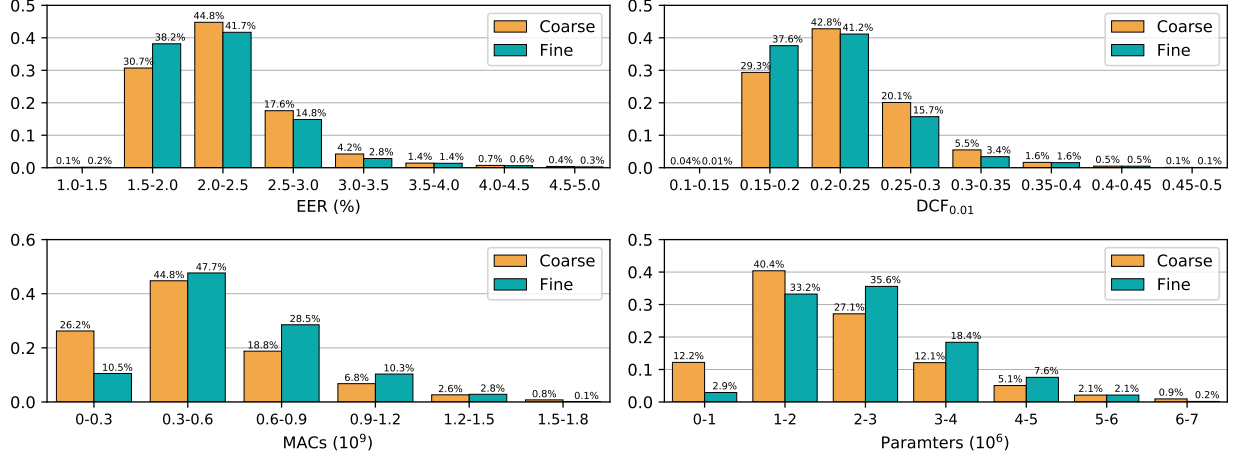 0.5
0.4
0.3
0.2
0.1
0.0
0.1% 0.2% 30.7% 38.2% 44.8% 41.7% 17.6% 14.8% 4.2% 2.8% 1.4% 1.4% 0.7% 0.6% 0.4% 0.3%
Coarse
Fine
1.0-1.5 1.5-2.0 2.0-2.5 2.5-3.0 3.0-3.5 3.5-4.0 4.0-4.5 4.5-5.0
EER (%)
0.5
0.4
0.3
0.2
0.1
0.0
0.04% 0.01% 29.3% 37.6% 42.8% 41.2% 20.1% 15.7% 5.5% 3.4% 1.6% 1.6% 0.5% 0.5% 0.1% 0.1%
Coarse
Fine
0.1-0.15 0.15-0.2 0.2-0.25 0.25-0.3 0.3-0.35 0.35-0.4 0.4-0.45 0.45-0.5
DCF0.01
0.6
0.4
0.2
0.0
26.2% 10.5% 44.8% 47.7% 18.8% 28.5% 6.8% 10.3% 2.6% 2.8% 0.8% 0.1%
Coarse
Fine
0-0.3 0.3-0.6 0.6-0.9 0.9-1.2 1.2-1.5 1.5-1.8
MACs (10⁹)
0.5
0.4
0.3
0.2
0.1
0.0
12.2% 2.9% 40.4% 33.2% 27.1% 35.6% 12.1% 18.4% 5.1% 7.6% 2.1% 2.1% 0.9% 0.2%
Coarse
Fine
0-1 1-2 2-3 3-4 4-5 5-6 6-7
Paramters (10⁶)